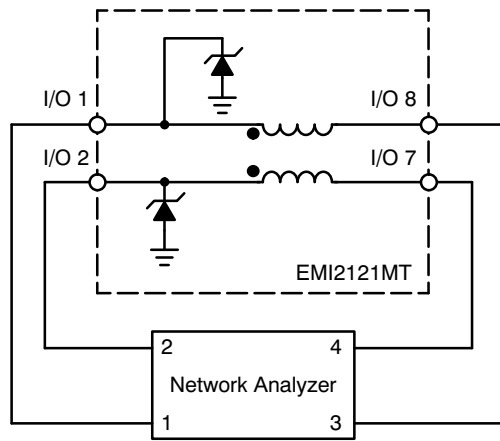 I/O 1
I/O 8
I/O 2
I/O 7
EMI2121MT
2
4
Network Analyzer
1
3